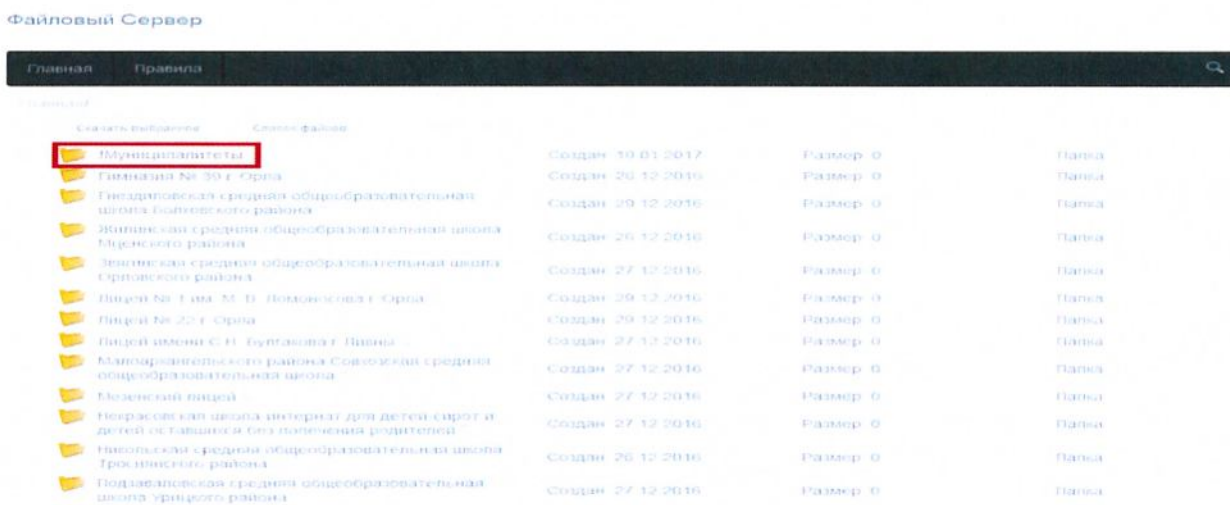 Файловый Сервер
Главная Правила
Главная
Скачать выбранное Список файлов
!Муниципалитеты Создан 10 01 2017 Размер 0 Папка
Гимназия № 39 г Орла Создан 26 12 2016 Размер 0 Папка
Гнездиловская средняя общеобразовательная
школа Болховского района Создан 29 12 2016 Размер 0 Папка
Жилинская средняя общеобразовательная школа
Мценского района Создан 26 12 2016 Размер 0 Папка
средняя общеобразовательная школа
Орловского района Создан 27 12 2016 Размер 0 Папка
Лицей № 1 им. М. В. Ломоносова г Орла Создан 29 12 2016 Размер 0 Папка
Лицей № 22 г Орла Создан 29 12 2016 Размер 0 Папка
Лицей имени С.Н. Булгакова г Ливны Создан 27 12 2016 Размер 0 Папка
Малоархангельского района Совхозская средняя
общеобразовательная школа Создан 27 12 2016 Размер 0 Папка
Мезенский лицей Создан 27 12 2016 Размер 0 Папка
Некрасовская школа интернат для детей сирот и
детей оставшихся без попечения родителей Создан 27 12 2016 Размер 0 Папка
Никольская средняя общеобразовательная школа
Троснянского района Создан 26 12 2016 Размер 0 Папка
Подзаваловская средняя общеобразовательная
школа Урицкого района Создан 27 12 2016 Размер 0 Папка